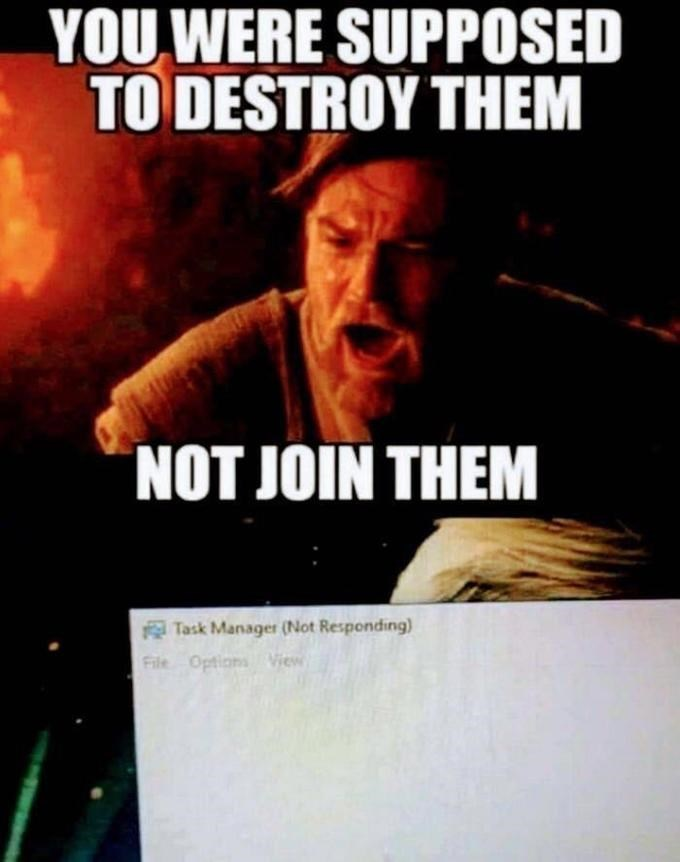 YOU WERE SUPPOSED
TO DESTROY THEM
NOT JOIN THEM
Task Manager (Not Responding)
File Options View